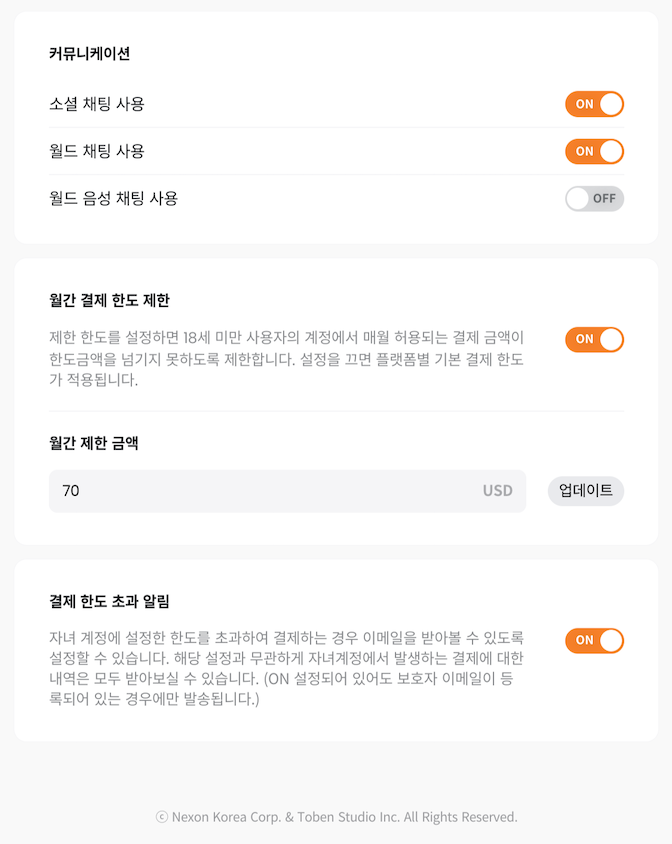 커뮤니케이션
소셜 채팅 사용
ON
월드 채팅 사용
ON
월드 음성 채팅 사용
OFF
월간 결제 한도 제한
제한 한도를 설정하면 18세 미만 사용자의 계정에서 매월 허용되는 결제 금액이
한도금액을 넘기지 못하도록 제한합니다. 설정을 끄면 플랫폼별 기본 결제 한도
가 적용됩니다.
ON
월간 제한 금액
70
USD
업데이트
결제 한도 초과 알림
자녀 계정에 설정한 한도를 초과하여 결제하는 경우 이메일을 받아볼 수 있도록
설정할 수 있습니다. 해당 설정과 무관하게 자녀계정에서 발생하는 결제에 대한
내역은 모두 받아보실 수 있습니다. (ON 설정되어 있어도 보호자 이메일이 등
록되어 있는 경우에만 발송됩니다.)
ON
ⓒ Nexon Korea Corp. & Toben Studio Inc. All Rights Reserved.